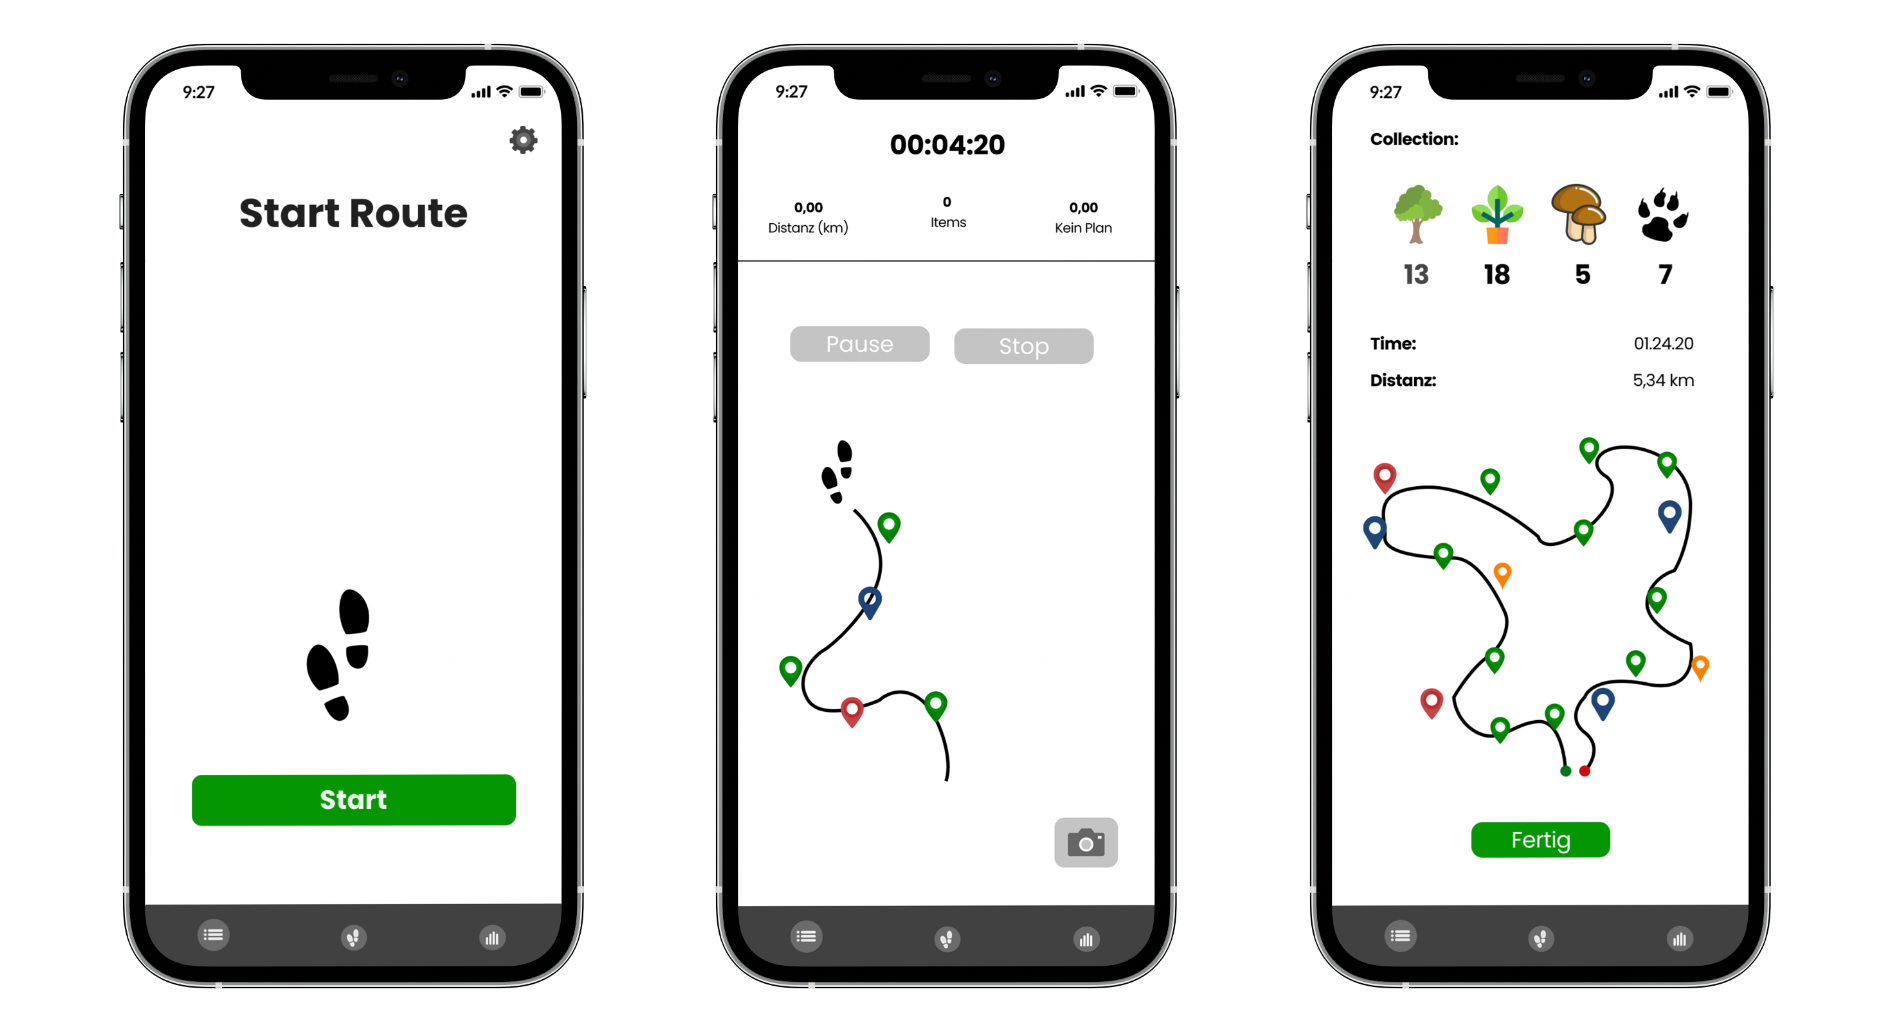 9:27
Start Route
Start
9:27
00:04:20
0,00 0 0,00
Distanz (km) Items Kein Plan
Pause Stop
9:27
Collection:
13 18 5 7
Time: 01.24.20
Distanz: 5,34 km
Fertig